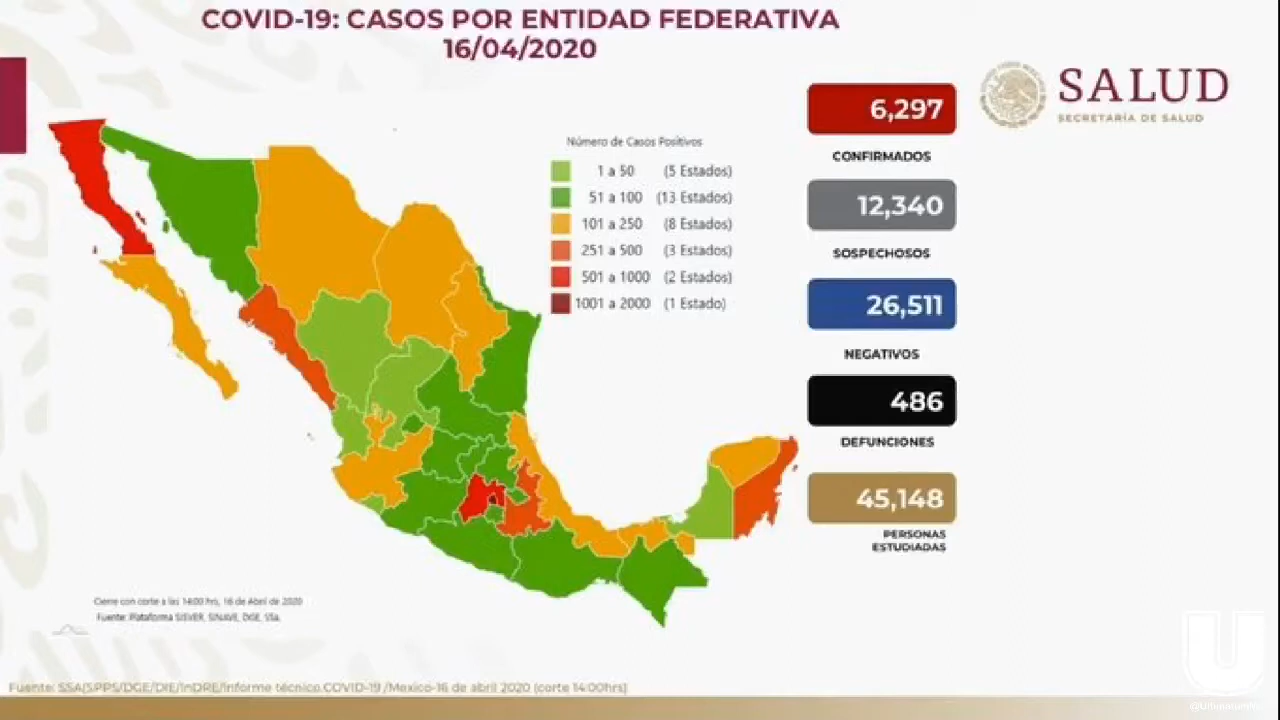 COVID-19: CASOS POR ENTIDAD FEDERATIVA
16/04/2020
SALUD
SECRETARÍA DE SALUD
Número de Casos Positivos
1 a 50 (5 Estados)
51 a 100 (13 Estados)
101 a 250 (8 Estados)
251 a 500 (3 Estados)
501 a 1000 (2 Estados)
1001 a 2000 (1 Estado)
6,297
CONFIRMADOS
12,340
SOSPECHOSOS
26,511
NEGATIVOS
486
DEFUNCIONES
45,148
PERSONAS
ESTUDIADAS
Cierre con corte a las 14:00 hrs, 16 de Abril de 2020
Fuente: Plataforma SISVER, SINAVE, DGE, SSa.
Fuente: SSA(SPPS/DGE/DIE/InDRE/Informe técnico.COVID-19 /Mexico-16 de abril 2020 (corte 14:00hrs)
U